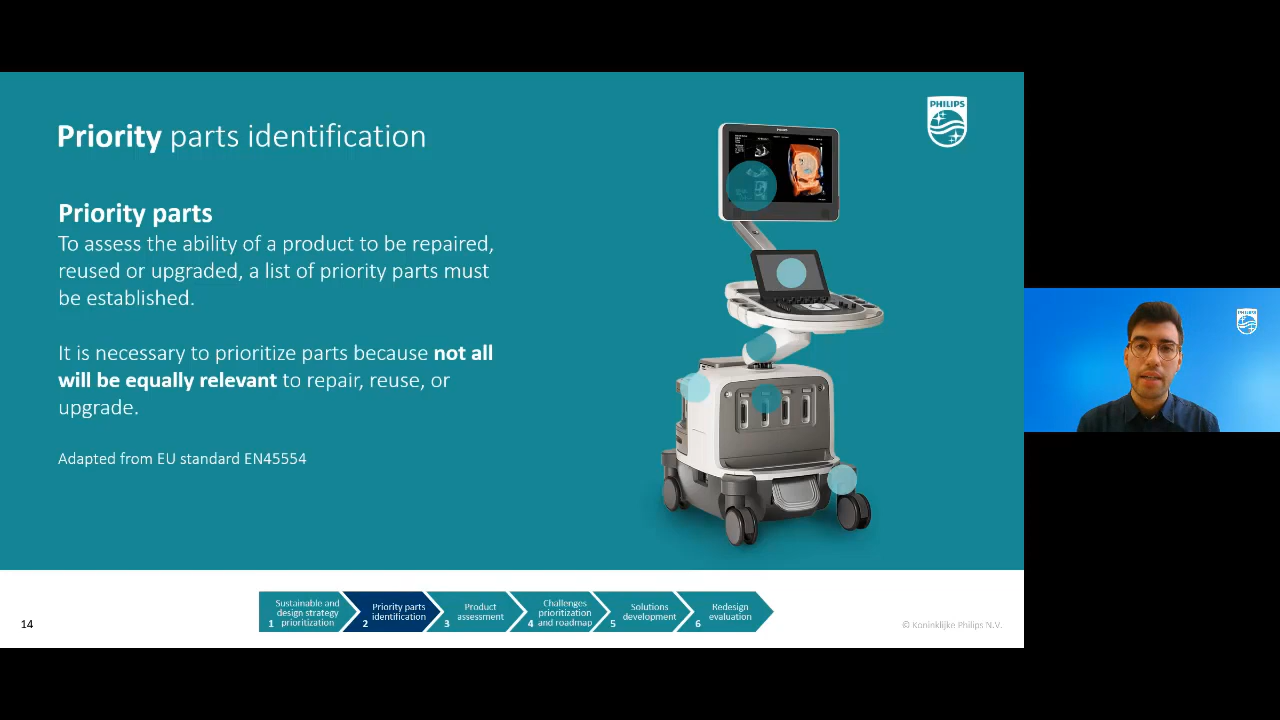 PHILIPS
Priority parts identification
Priority parts
To assess the ability of a product to be repaired,
reused or upgraded, a list of priority parts must
be established.
It is necessary to prioritize parts because not all
will be equally relevant to repair, reuse, or
upgrade.
Adapted from EU standard EN45554
14
Sustainable and
design strategy
1 prioritization
Priority parts
2 identification
Product
3 assessment
Challenges
prioritization
4 and roadmap
Solutions
5 development
Redesign
6 evaluation
© Koninklijke Philips N.V.